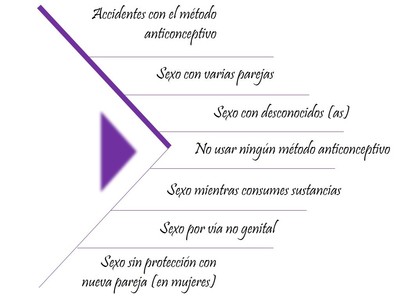 Accidentes con el método
anticonceptivo
Sexo con varias parejas
Sexo con desconocidos (as)
No usar ningún método anticonceptivo
Sexo mientras consumes sustancias
Sexo por vía no genital
Sexo sin protección con
nueva pareja (en mujeres)